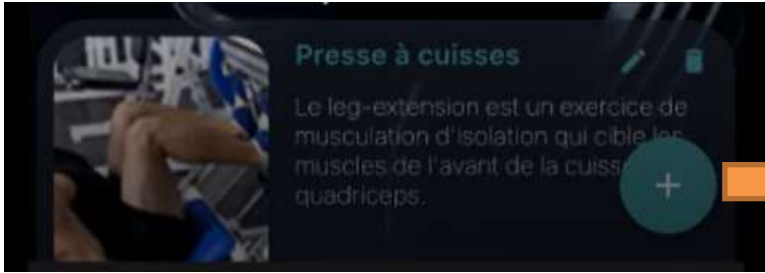 Presse à cuisses
Le leg-extension est un exercice de
musculation d'isolation qui cible les
muscles de l'avant de la
quadriceps.